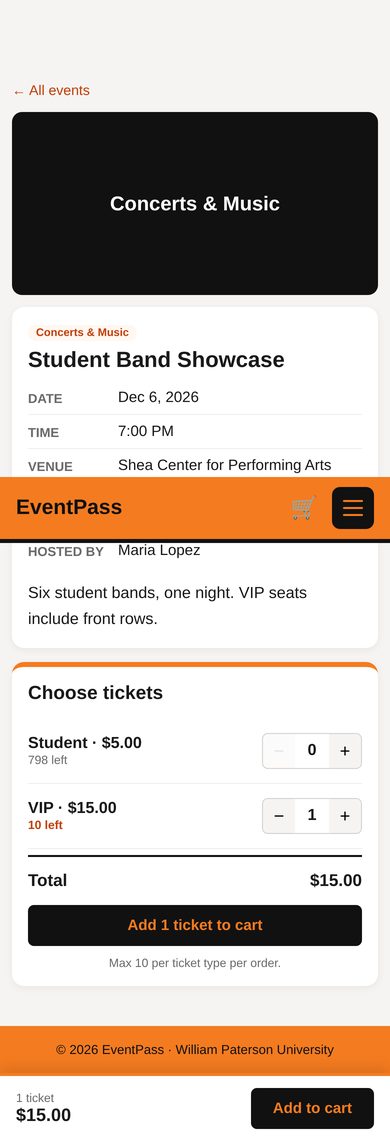 ← All events
Concerts & Music
Concerts & Music
Student Band Showcase
DATE Dec 6, 2026
TIME 7:00 PM
VENUE Shea Center for Performing Arts
EventPass
HOSTED BY Maria Lopez
Six student bands, one night. VIP seats
include front rows.
Choose tickets
Student · $5.00
798 left
− 0 +
VIP · $15.00
10 left
− 1 +
Total $15.00
Add 1 ticket to cart
Max 10 per ticket type per order.
© 2026 EventPass · William Paterson University
1 ticket
$15.00
Add to cart